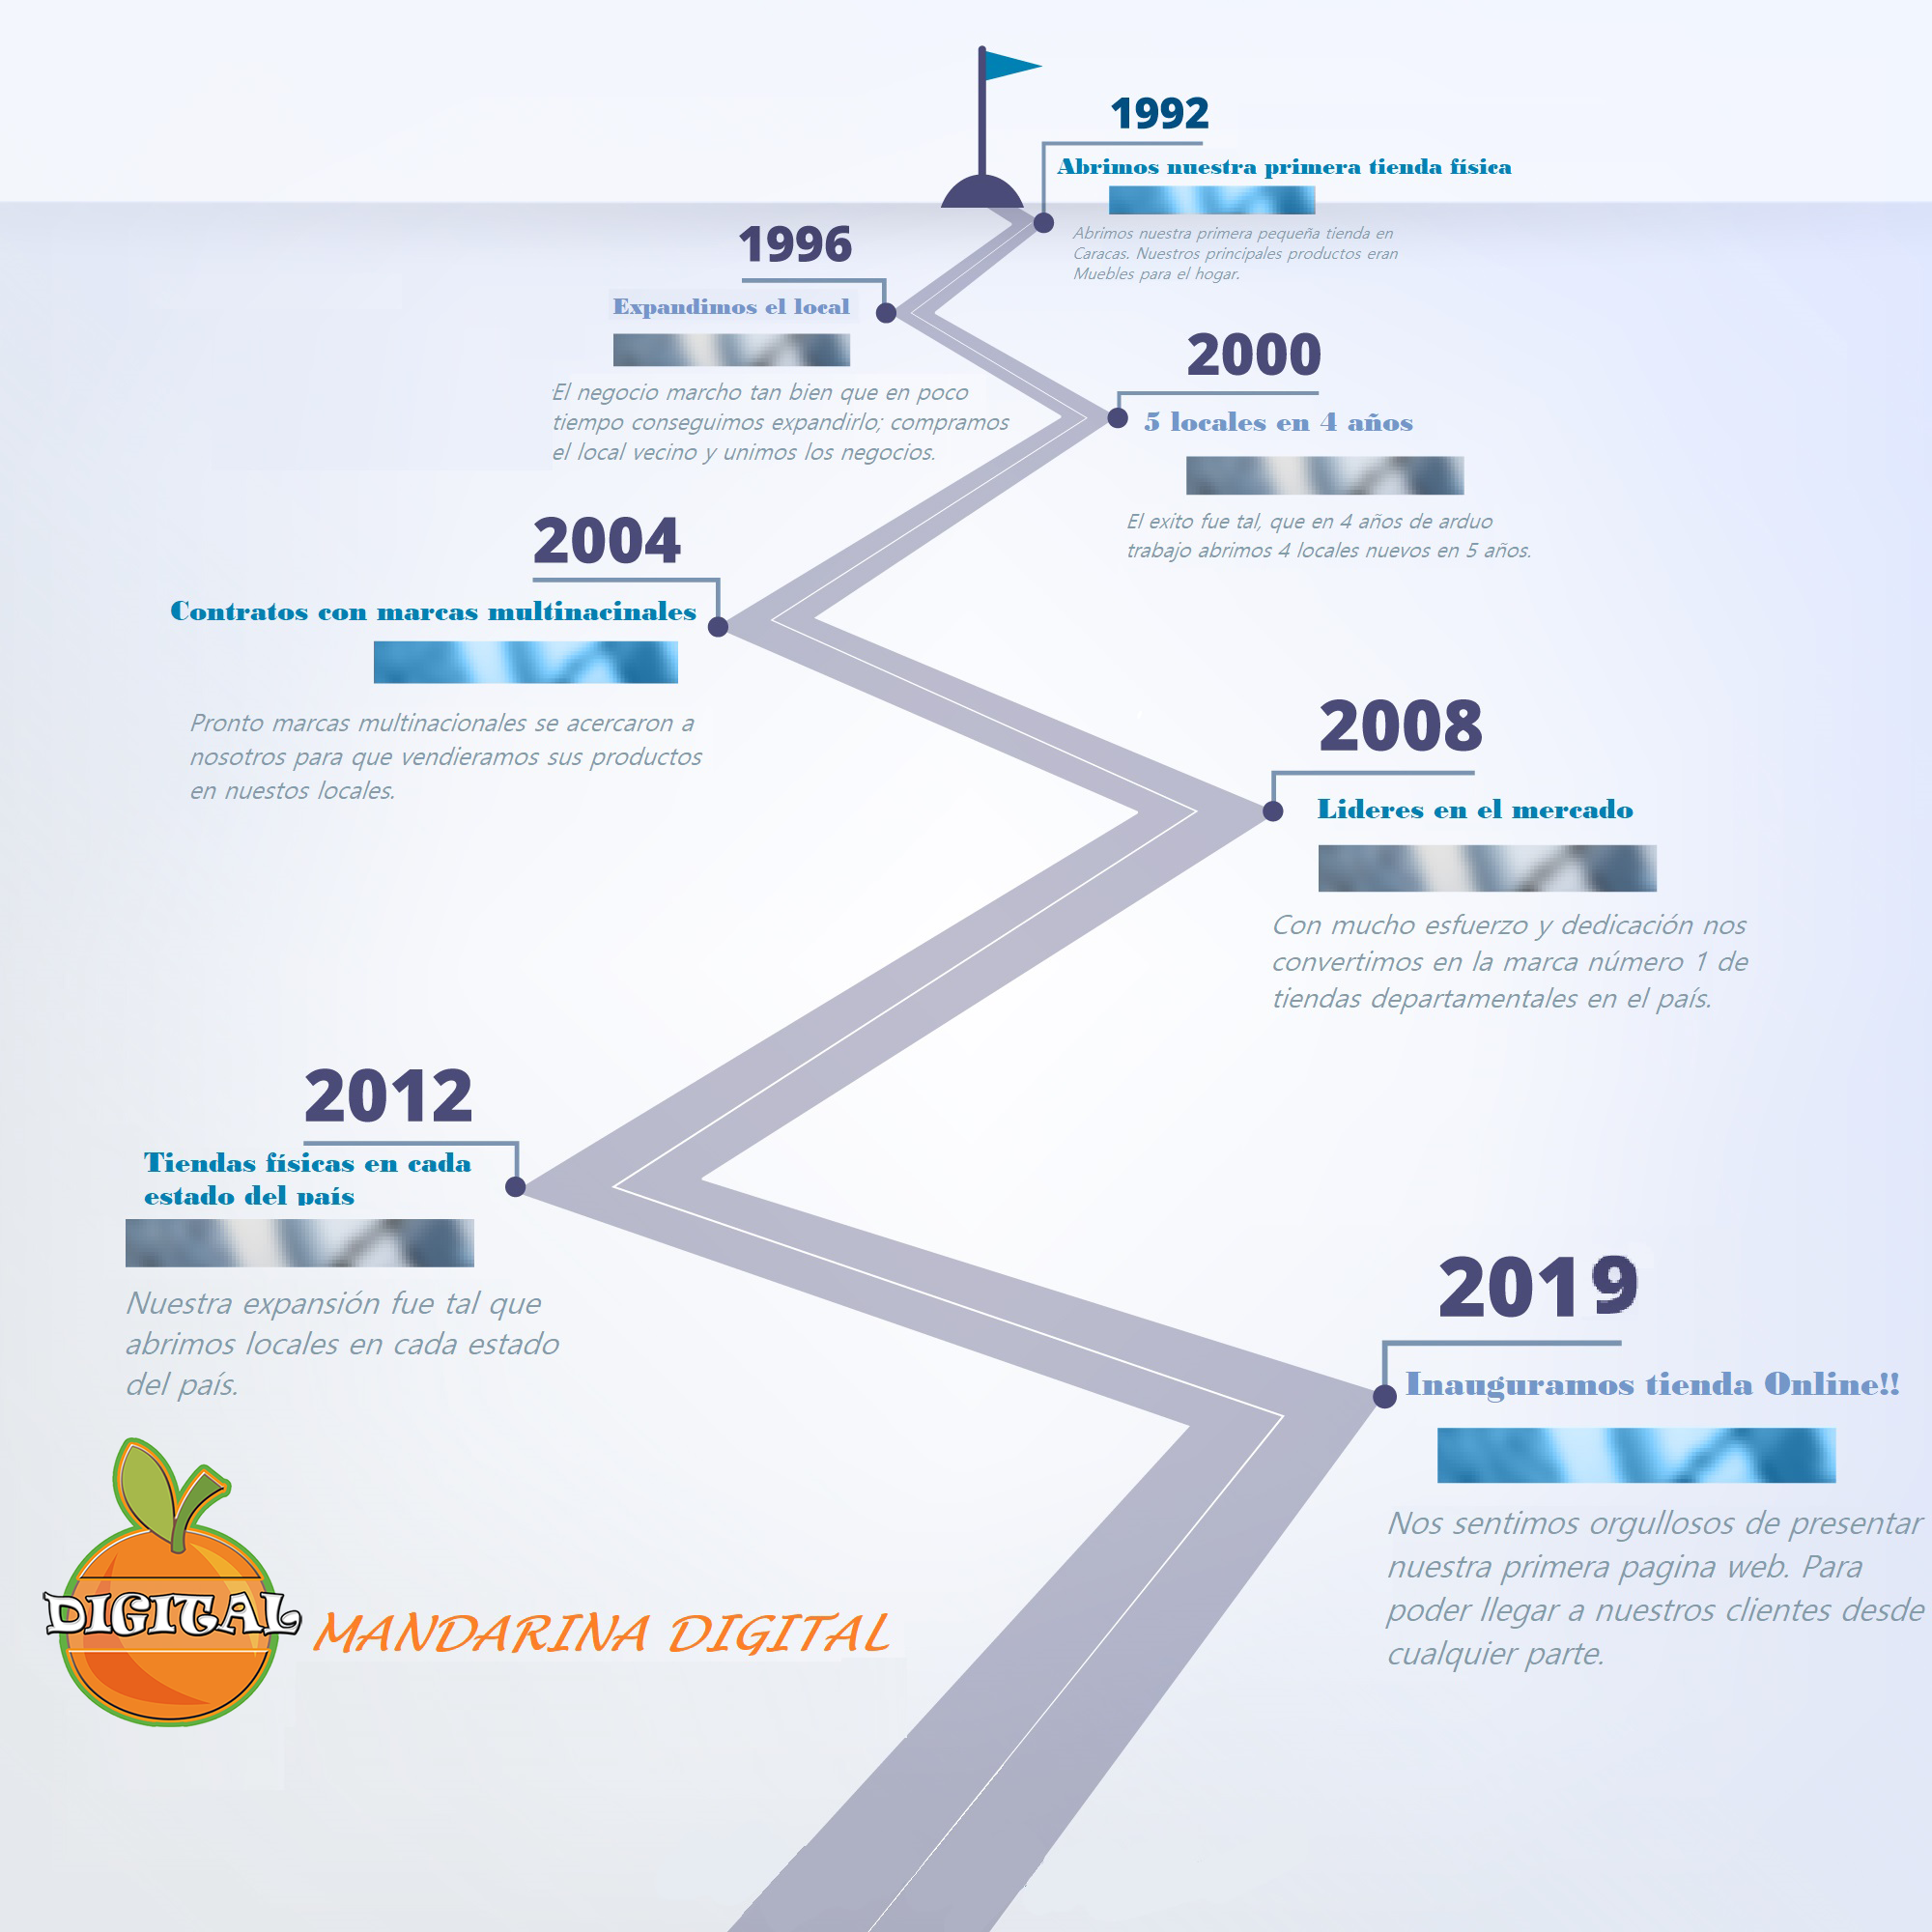 1992
Abrimos nuestra primera tienda física
Abrimos nuestra primera pequeña tienda en
Caracas. Nuestros principales productos eran
Muebles para el hogar.
1996
Expandimos el local
El negocio marcho tan bien que en poco
tiempo conseguimos expandirlo; compramos
el local vecino y unimos los negocios.
2000
5 locales en 4 años
El exito fue tal, que en 4 años de arduo
trabajo abrimos 4 locales nuevos en 5 años.
2004
Contratos con marcas multinacinales
Pronto marcas multinacionales se acercaron a
nosotros para que vendieramos sus productos
en nuestos locales.
2008
Lideres en el mercado
Con mucho esfuerzo y dedicación nos
convertimos en la marca número 1 de
tiendas departamentales en el país.
2012
Tiendas físicas en cada
estado del país
Nuestra expansión fue tal que
abrimos locales en cada estado
del país.
2019
Inauguramos tienda Online!!
Nos sentimos orgullosos de presentar
nuestra primera pagina web. Para
poder llegar a nuestros clientes desde
cualquier parte.
DIGITAL
MANDARINA DIGITAL